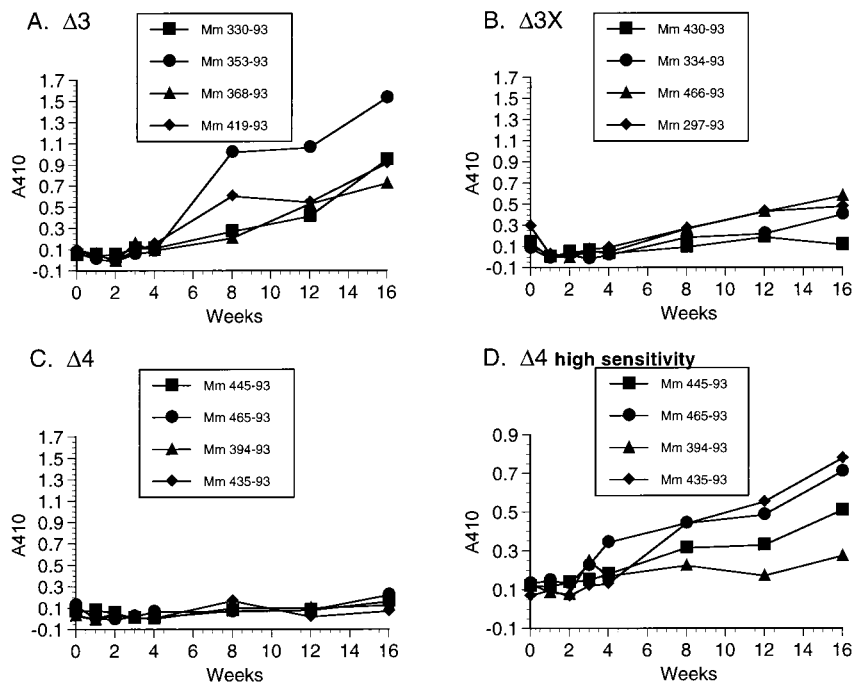 A. Δ3
Mm 330-93
Mm 353-93
Mm 368-93
Mm 419-93
1.7
1.5
1.3
1.1
0.9
0.7
0.5
0.3
0.1
-0.1
A410
0 2 4 6 8 10 12 14 16
Weeks
B. Δ3X
Mm 430-93
Mm 334-93
Mm 466-93
Mm 297-93
1.7
1.5
1.3
1.1
0.9
0.7
0.5
0.3
0.1
-0.1
A410
0 2 4 6 8 10 12 14 16
Weeks
C. Δ4
Mm 445-93
Mm 465-93
Mm 394-93
Mm 435-93
1.7
1.5
1.3
1.1
0.9
0.7
0.5
0.3
0.1
-0.1
A410
0 2 4 6 8 10 12 14 16
Weeks
D. Δ4 high sensitivity
Mm 445-93
Mm 465-93
Mm 394-93
Mm 435-93
0.9
0.7
0.5
0.3
0.1
-0.1
A410
0 2 4 6 8 10 12 14 16
Weeks